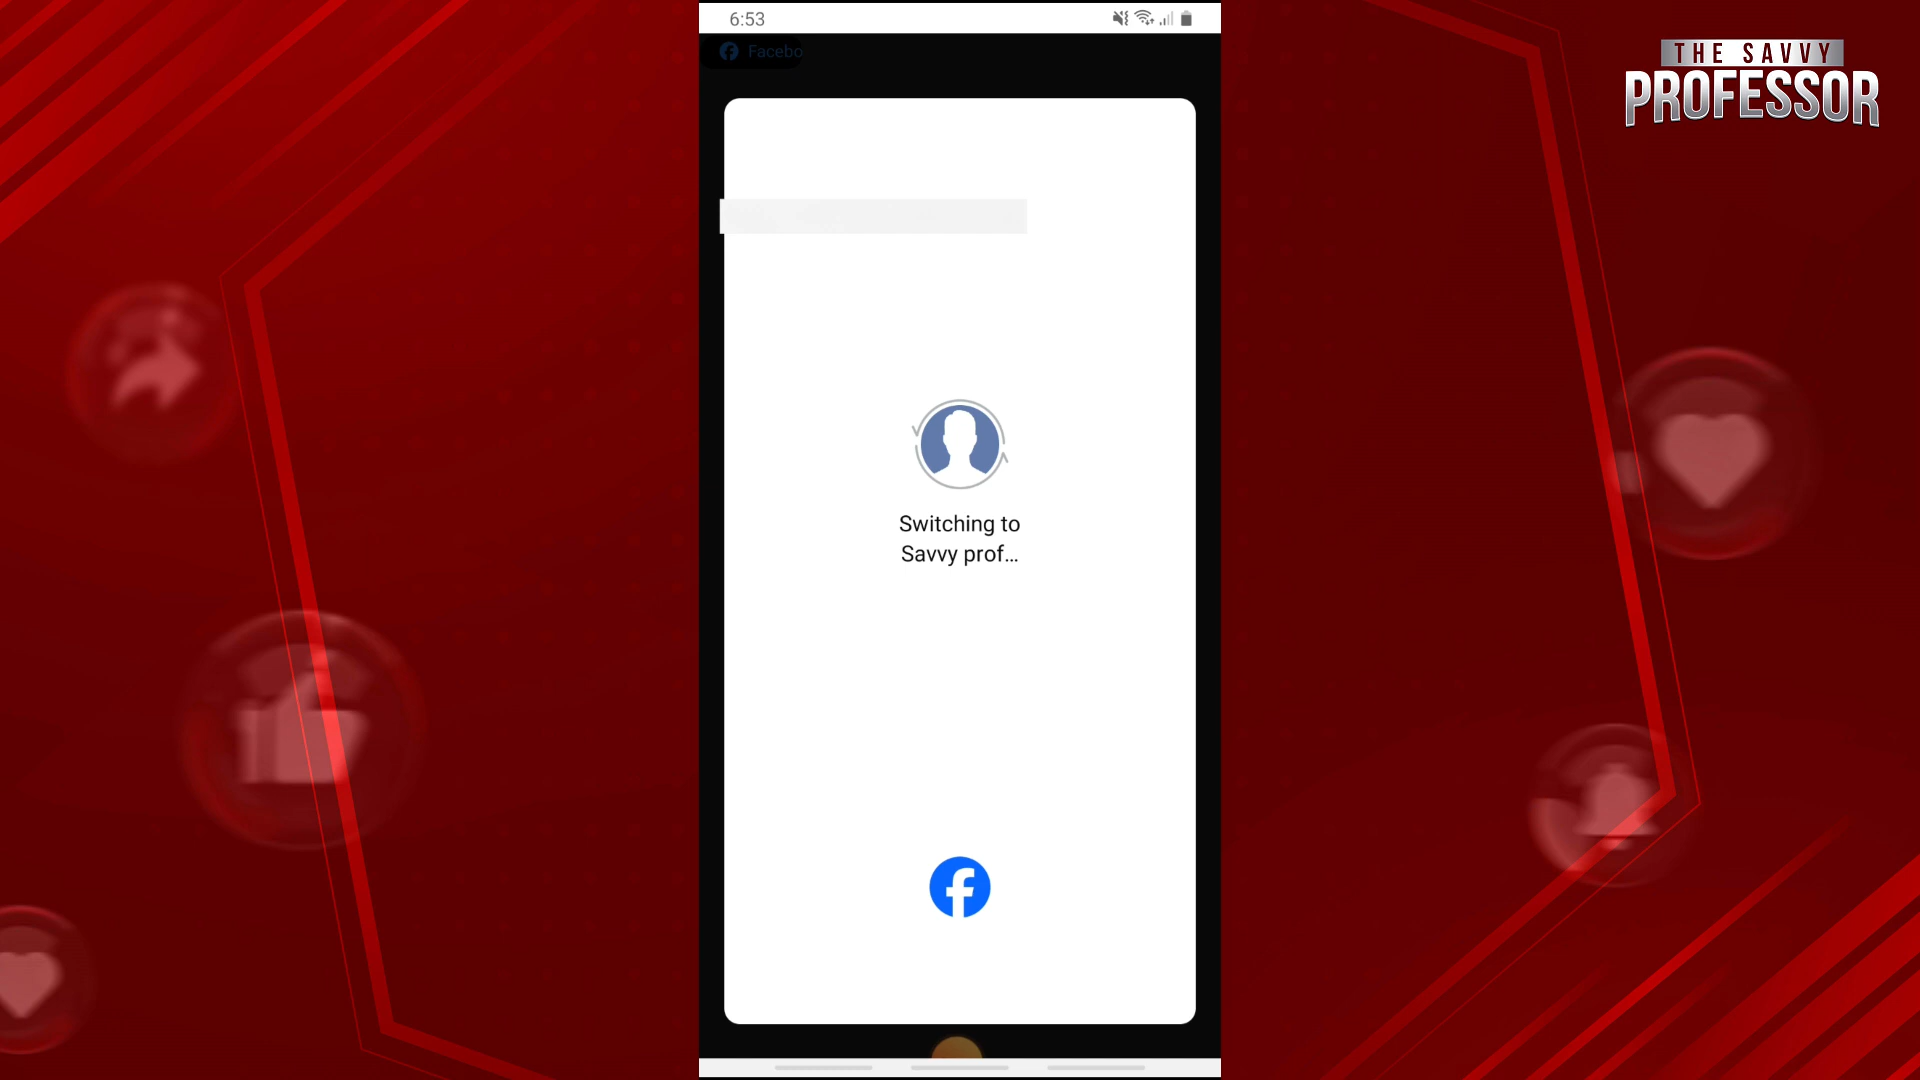 6:53
Facebo
THE SAVVY
PROFESSOR
Switching to
Savvy prof...